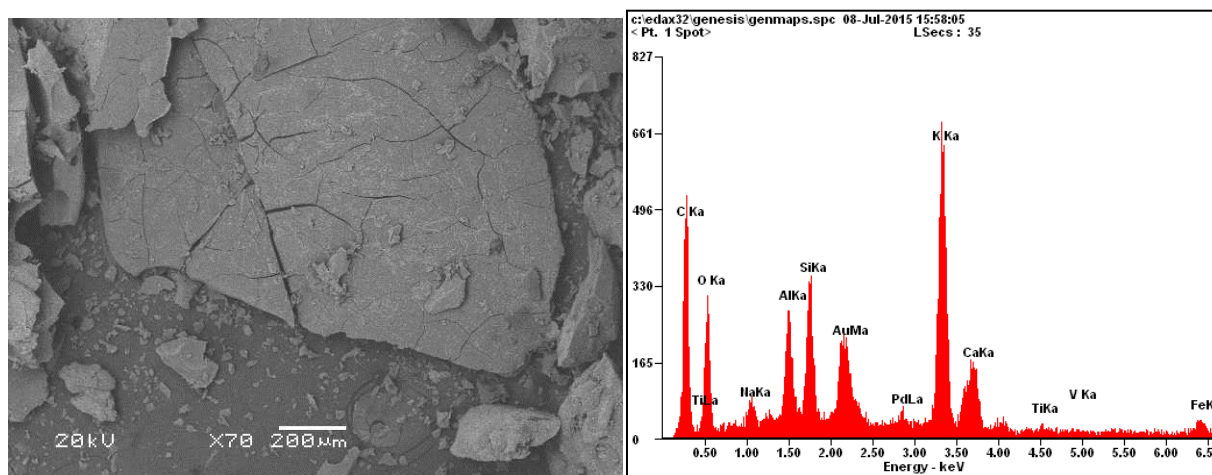 20kV X70 200µm
c:\edax32\genesis\genmaps.spc 08-Jul-2015 15:58:05
< Pt. 1 Spot> LSecs : 35
827
661
496
330
165
0
C Ka
O Ka
TiLa
NaKa
AlKa
SiKa
AuMa
PdLa
K Ka
CaKa
TiKa
V Ka
FeK
0.50 1.00 1.50 2.00 2.50 3.00 3.50 4.00 4.50 5.00 5.50 6.00 6.5
Energy - keV